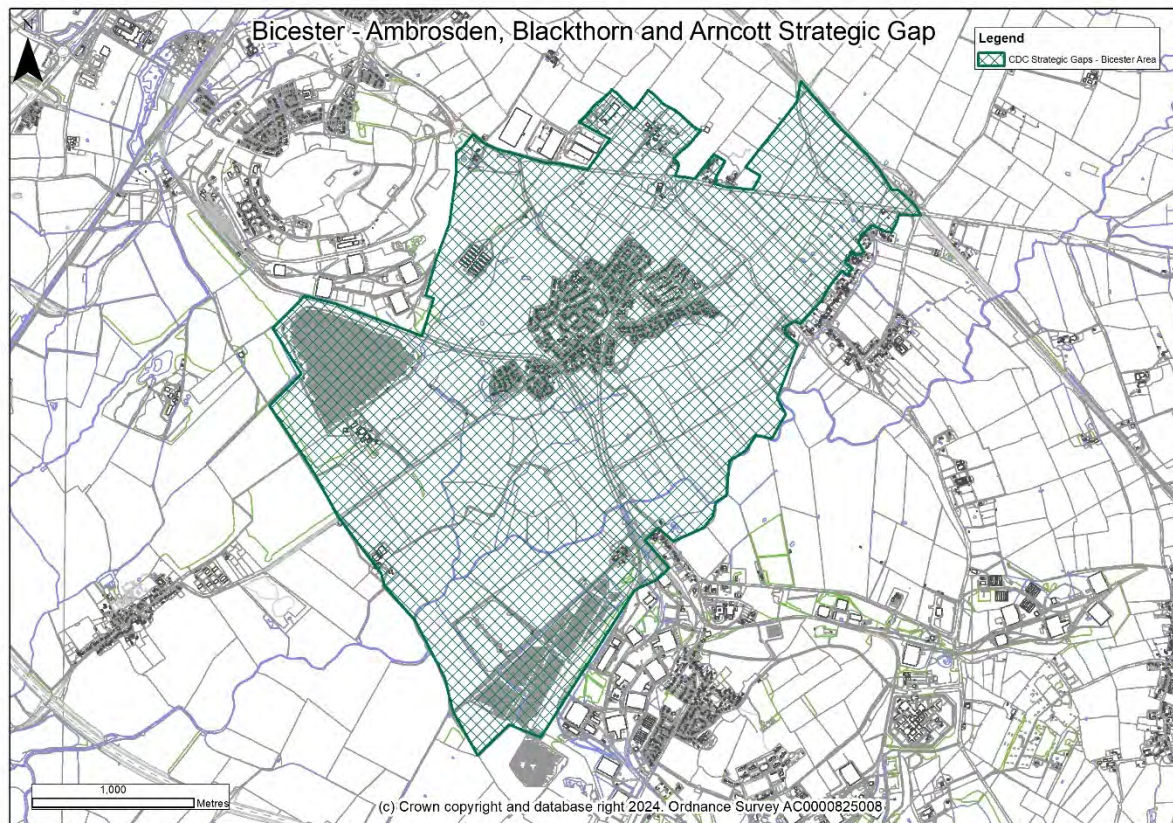 Bicester - Ambrosden, Blackthorn and Arncott Strategic Gap
N
Legend
CDC Strategic Gaps - Bicester Area
1,000
Metres
(c) Crown copyright and database right 2024. Ordnance Survey AC0000825008